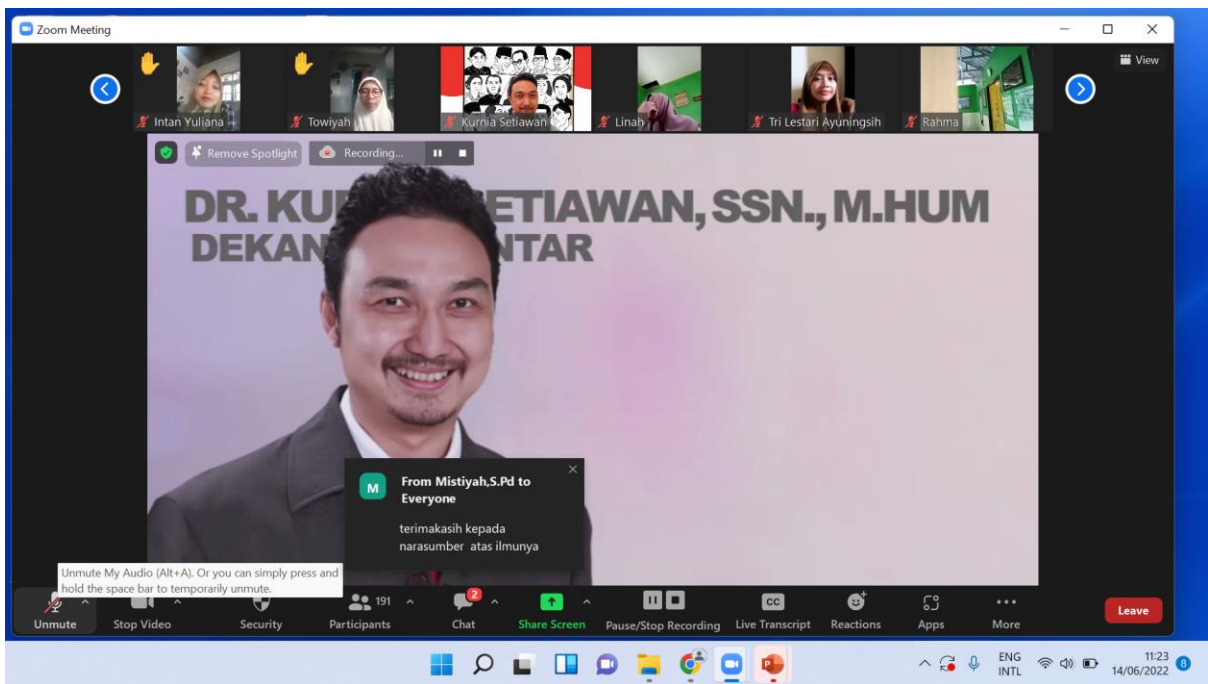 Zoom Meeting
View
Intan Yuliana
Towiyah
Kurnia Setiawan
Linah
Tri Lestari Ayuningsih
Rahma
Remove Spotlight
Recording...
DR. KU ETIAWAN, SSN., M.HUM
DEKAN NTAR
M
From Mistiyah,S.Pd to
Everyone
terimakasih kepada
narasumber atas ilmunya
Unmute My Audio (Alt+A). Or you can simply press and
hold the space bar to temporarily unmute.
191
2
CC
Unmute
Stop Video
Security
Participants
Chat
Share Screen
Pause/Stop Recording
Live Transcript
Reactions
Apps
More
Leave
ENG
INTL
11:23
14/06/2022
8